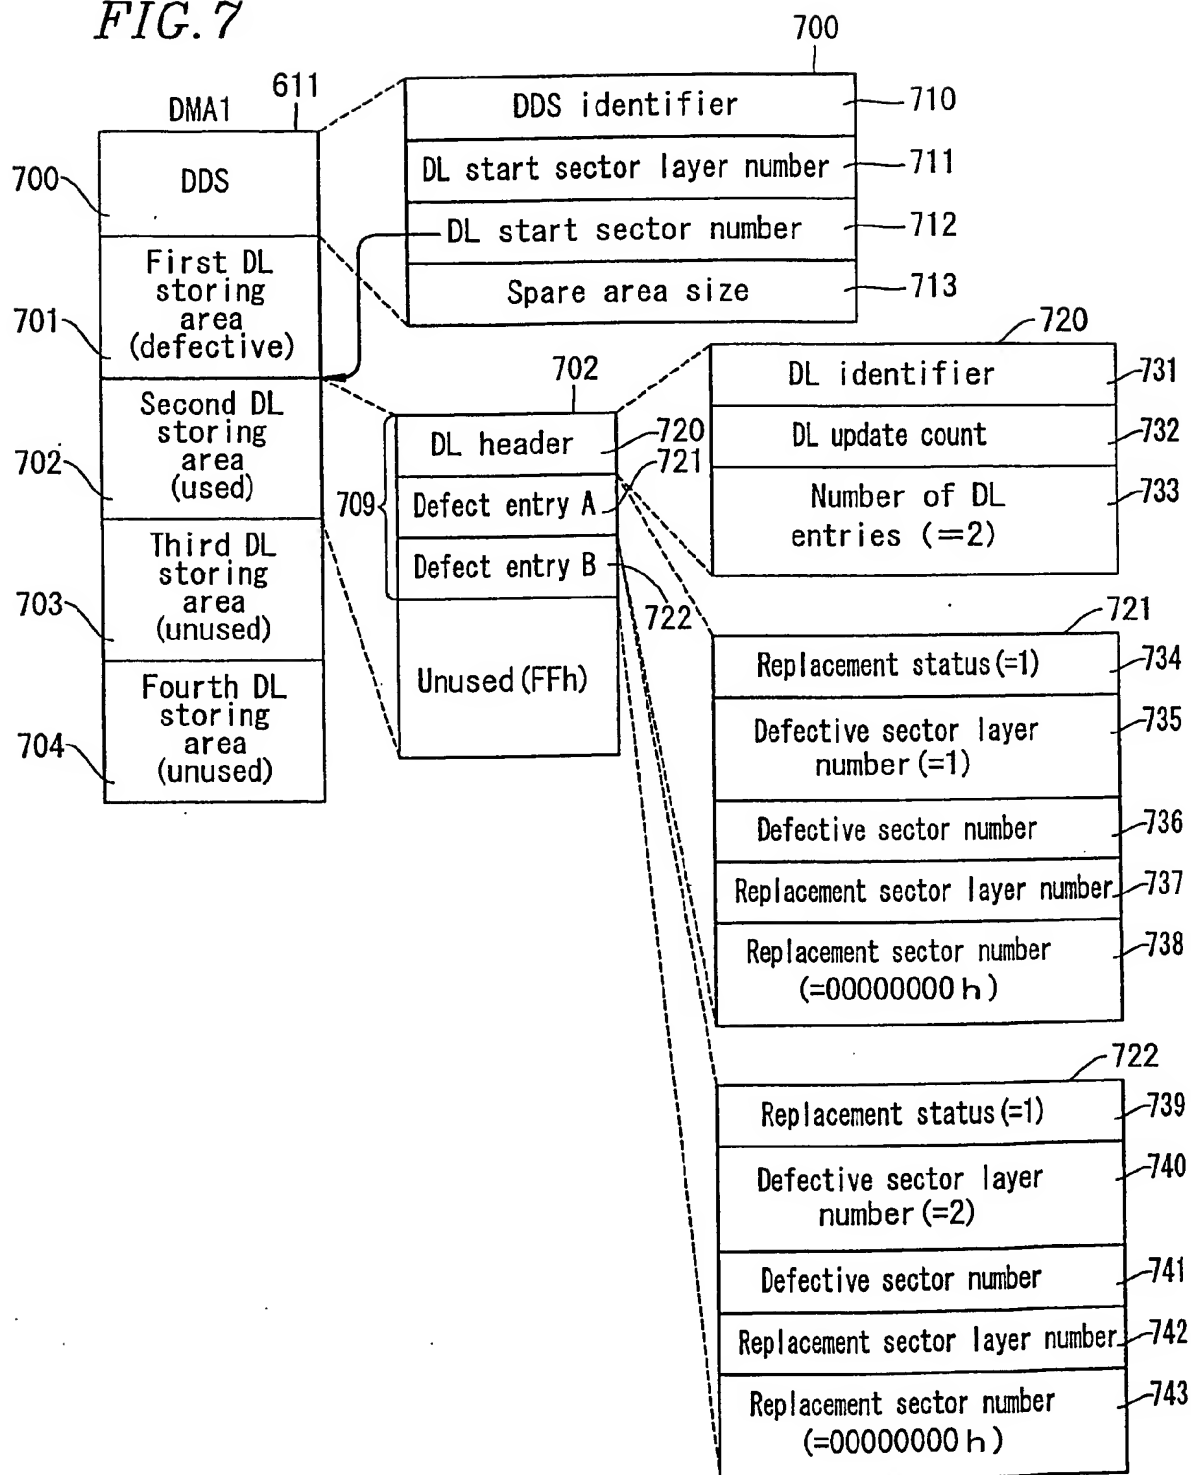 FIG. 7
DMA1
611
700
DDS
701
First DL
storing
area
(defective)
702
Second DL
storing
area
(used)
703
Third DL
storing
area
(unused)
704
Fourth DL
storing
area
(unused)
700
DDS identifier
710
DL start sector layer number
711
DL start sector number
712
Spare area size
713
702
709
DL header
720
Defect entry A
721
Defect entry B
722
Unused (FFh)
720
DL identifier
731
DL update count
732
Number of DL
entries (=2)
733
721
Replacement status (=1)
734
Defective sector layer
number (=1)
735
Defective sector number
736
Replacement sector layer number
737
Replacement sector number
(=00000000 h)
738
722
Replacement status (=1)
739
Defective sector layer
number (=2)
740
Defective sector number
741
Replacement sector layer number
742
Replacement sector number
(=00000000 h)
743